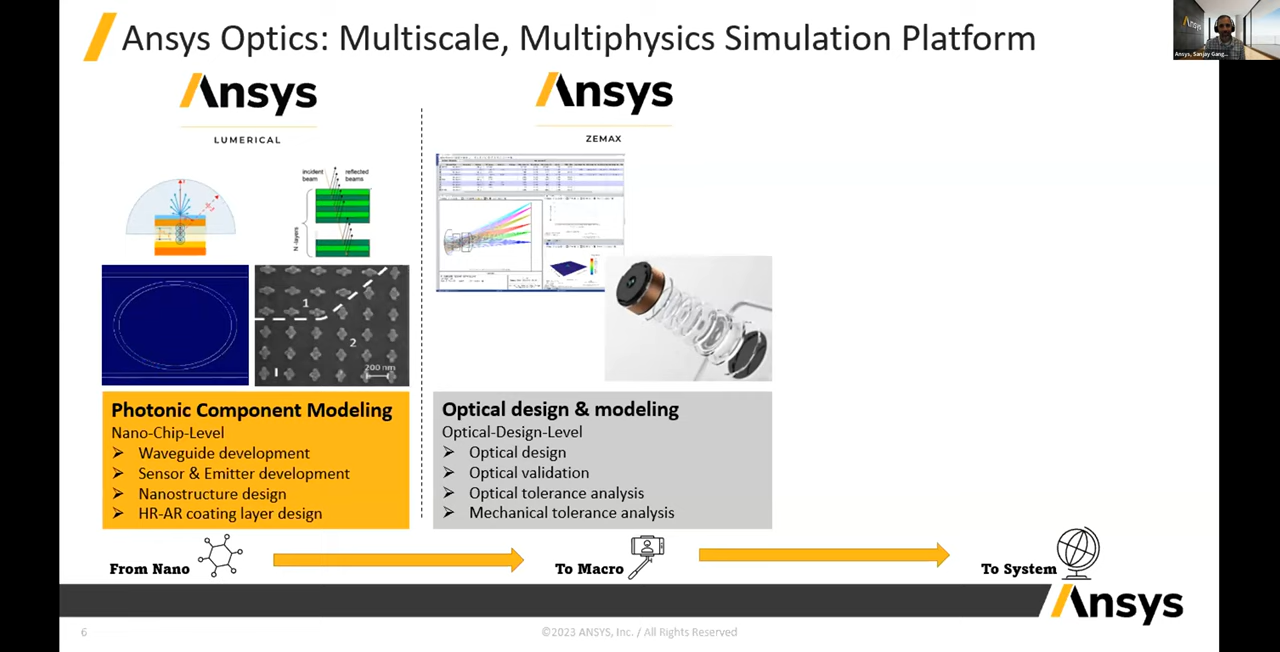 Ansys Optics: Multiscale, Multiphysics Simulation Platform
Ansys, Sanjay Gang...
Ansys
LUMERICAL
Ansys
ZEMAX
incident beam
reflected beams
N-layers
1
2
200 nm
Photonic Component Modeling
Nano-Chip-Level
➢ Waveguide development
➢ Sensor & Emitter development
➢ Nanostructure design
➢ HR-AR coating layer design
Optical design & modeling
Optical-Design-Level
➢ Optical design
➢ Optical validation
➢ Optical tolerance analysis
➢ Mechanical tolerance analysis
From Nano
To Macro
To System
Ansys
6
©2023 ANSYS, Inc. / All Rights Reserved